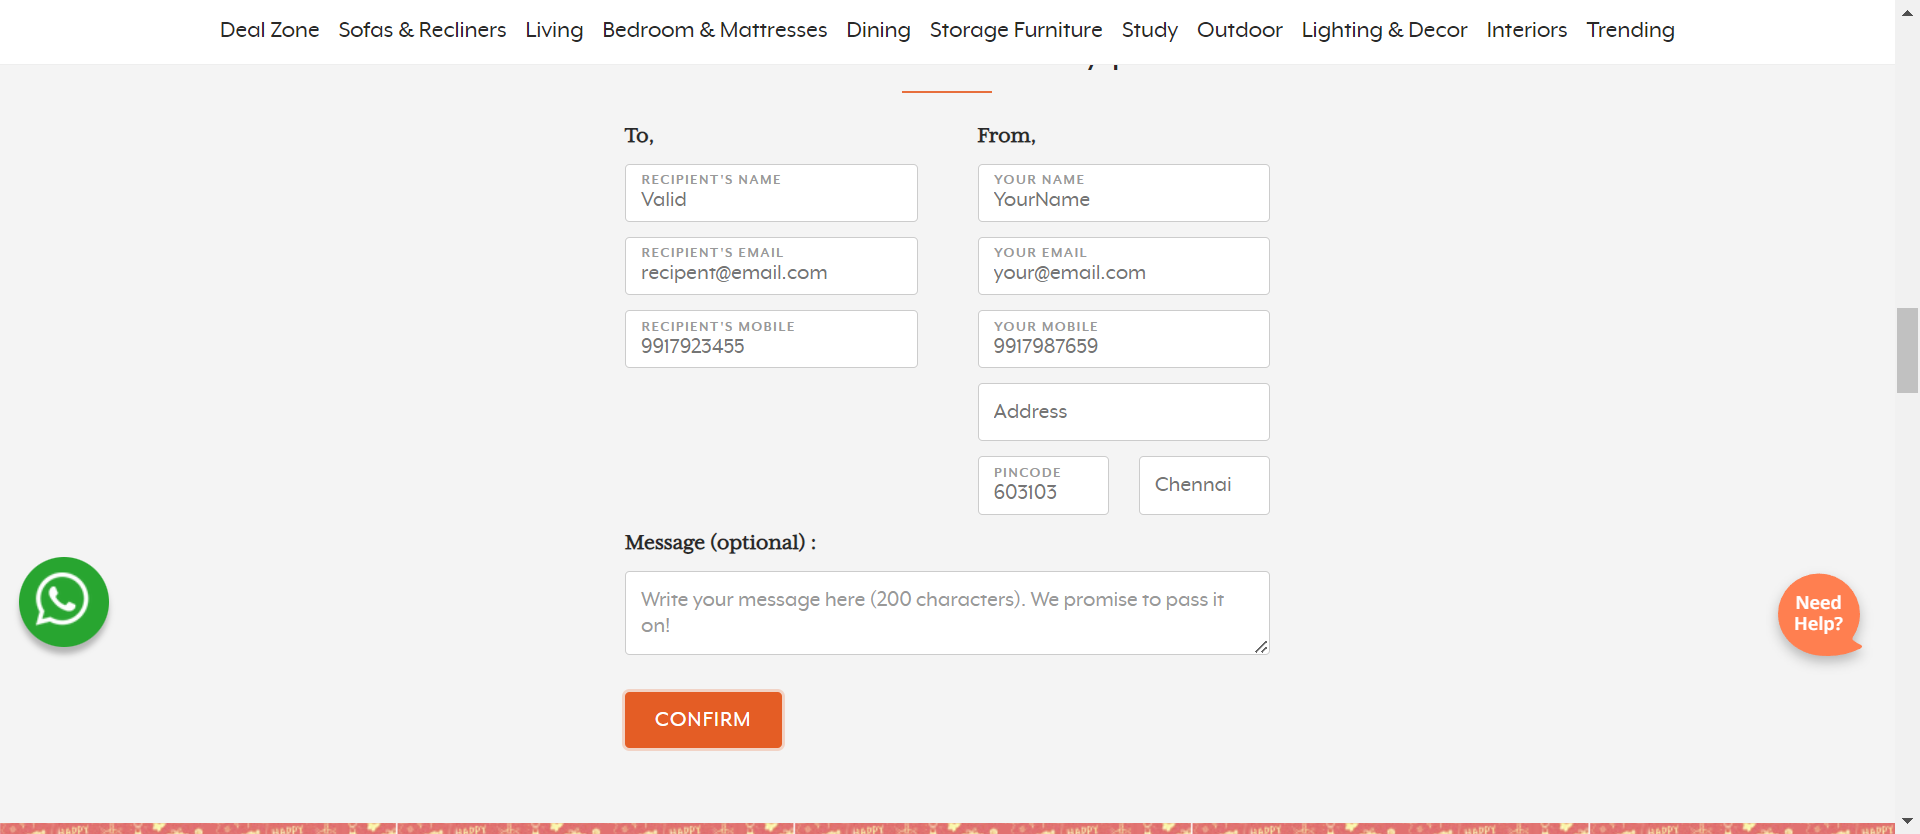 Deal Zone Sofas & Recliners Living Bedroom & Mattresses Dining Storage Furniture Study Outdoor Lighting & Decor Interiors Trending
To,
From,
RECIPIENT'S NAME
Valid
YOUR NAME
YourName
RECIPIENT'S EMAIL
recipent@email.com
YOUR EMAIL
your@email.com
RECIPIENT'S MOBILE
9917923455
YOUR MOBILE
9917987659
Address
PINCODE
603103
Chennai
Message (optional) :
Write your message here (200 characters). We promise to pass it
on!
Need
Help?
CONFIRM
HAPPY HAPPY HAPPY HAPPY HAPPY HAPPY HAPPY HAPPY HAPPY